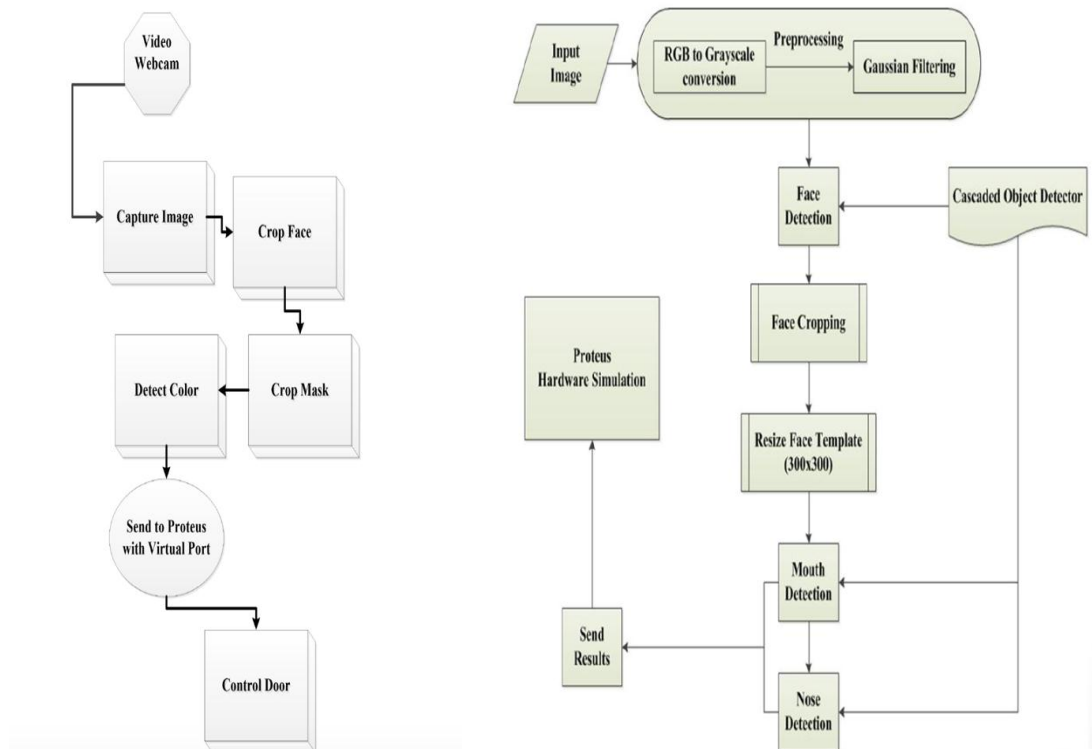 Video
Webcam
Capture Image
Crop Face
Detect Color
Crop Mask
Send to Proteus
with Virtual Port
Control Door
Input
Image
Preprocessing
RGB to Grayscale
conversion
Gaussian Filtering
Face
Detection
Cascaded Object Detector
Face Cropping
Proteus
Hardware Simulation
Resize Face Template
(300x300)
Mouth
Detection
Send
Results
Nose
Detection